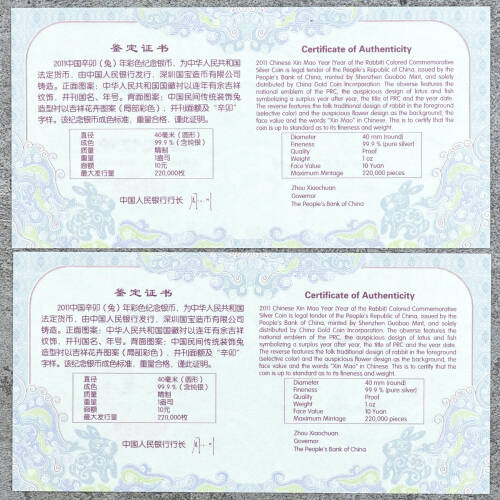 鉴定证书
2011中国辛卯（兔）年彩色纪念银币，为中华人民共和国
法定货币，由中国人民银行发行，深圳国宝造币有限公司
铸造。正面图案：中华人民共和国国徽衬以连年有余吉祥
纹饰，并刊国名、年号。背面图案：中国民间传统装饰兔
造型衬以吉祥花卉图案（局部彩色），并刊面额及“辛卯”
字样。该纪念银币成色标准，重量合格，谨此证明。
直径 40毫米（圆形）
成色 99.9％（含纯银）
质量 精制
重量 1盎司
面额 10元
最大发行量 220,000枚
中国人民银行行长
Certificate of Authenticity
2011 Chinese Xin Mao Year (Year of the Rabbit) Colored Commemorative
Silver Coin is legal tender of the People's Republic of China, issued by the
People's Bank of China, minted by Shenzhen Guobao Mint, and solely
distributed by China Gold Coin Incorporation. The obverse features the
national emblem of the PRC, the auspicious design of lotus and fish
symbolizing a surplus year after year, the title of PRC and the year date.
The reverse features the folk traditional design of rabbit in the foreground
(selective color) and the auspicious flower design as the background, the
face value and the words "Xin Mao" in Chinese. This is to certify that the
coin is up to standard as to its fineness and weight.
Diameter 40 mm (round)
Fineness 99.9 % (pure silver)
Quality Proof
Weight 1 oz
Face Value 10 Yuan
Maximum Mintage 220,000 pieces
Zhou Xiaochuan
Governor
The People's Bank of China
鉴定证书
2011中国辛卯（兔）年彩色纪念银币，为中华人民共和国
法定货币，由中国人民银行发行，深圳国宝造币有限公司
铸造。正面图案：中华人民共和国国徽衬以连年有余吉祥
纹饰，并刊国名、年号。背面图案：中国民间传统装饰兔
造型衬以吉祥花卉图案（局部彩色），并刊面额及“辛卯”
字样。该纪念银币成色标准，重量合格，谨此证明。
直径 40毫米（圆形）
成色 99.9％（含纯银）
质量 精制
重量 1盎司
面额 10元
最大发行量 220,000枚
中国人民银行行长
Certificate of Authenticity
2011 Chinese Xin Mao Year (Year of the Rabbit) Colored Commemorative
Silver Coin is legal tender of the People's Republic of China, issued by the
People's Bank of China, minted by Shenzhen Guobao Mint, and solely
distributed by China Gold Coin Incorporation. The obverse features the
national emblem of the PRC, the auspicious design of lotus and fish
symbolizing a surplus year after year, the title of PRC and the year date.
The reverse features the folk traditional design of rabbit in the foreground
(selective color) and the auspicious flower design as the background, the
face value and the words "Xin Mao" in Chinese. This is to certify that the
coin is up to standard as to its fineness and weight.
Diameter 40 mm (round)
Fineness 99.9 % (pure silver)
Quality Proof
Weight 1 oz
Face Value 10 Yuan
Maximum Mintage 220,000 pieces
Zhou Xiaochuan
Governor
The People's Bank of China